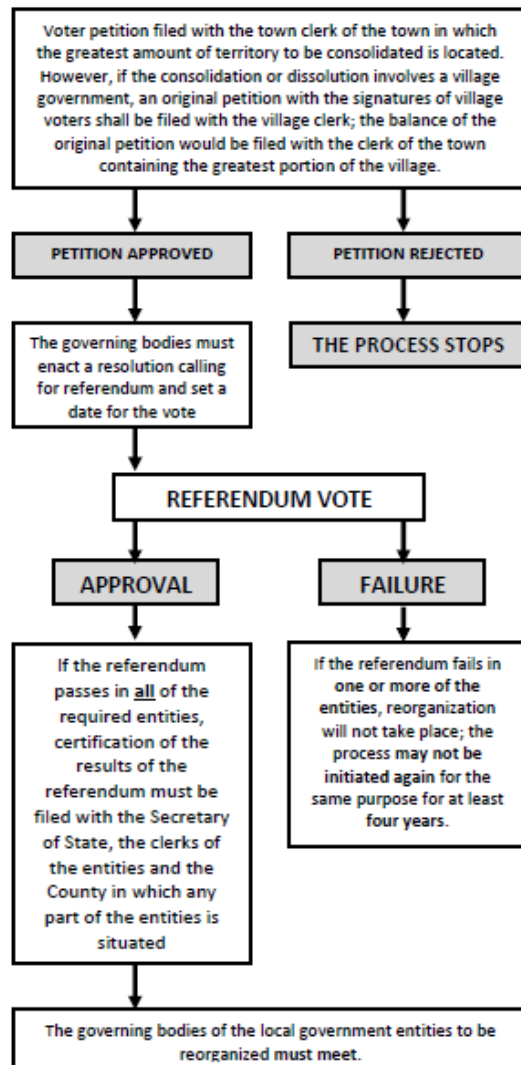 Voter petition filed with the town clerk of the town in which
the greatest amount of territory to be consolidated is located.
However, if the consolidation or dissolution involves a village
government, an original petition with the signatures of village
voters shall be filed with the village clerk; the balance of the
original petition would be filed with the clerk of the town
containing the greatest portion of the village.
PETITION APPROVED
PETITION REJECTED
The governing bodies must
enact a resolution calling
for referendum and set a
date for the vote
THE PROCESS STOPS
REFERENDUM VOTE
APPROVAL
FAILURE
If the referendum
passes in all of the
required entities,
certification of the
results of the
referendum must be
filed with the Secretary
of State, the clerks of
the entities and the
County in which any
part of the entities is
situated
If the referendum fails in
one or more of the
entities, reorganization
will not take place; the
process may not be
initiated again for the
same purpose for at least
four years.
The governing bodies of the local government entities to be
reorganized must meet.